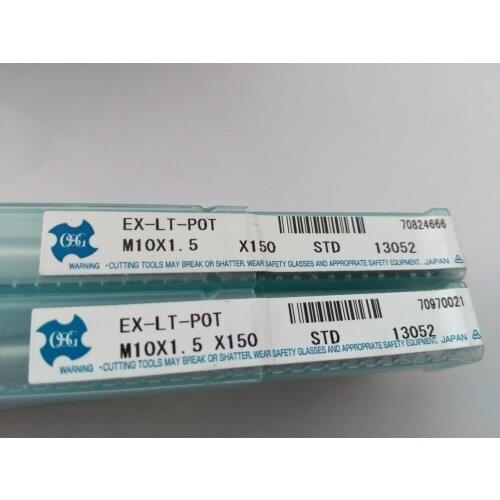 EX-LT-POT 70824666
OSG M10X1.5 X150 STD 13052
WARNING • CUTTING TOOLS MAY BREAK OR SHATTER. WEAR SAFETY GLASSES AND APPROPRIATE SAFETY EQUIPMENT. JAPAN
EX-LT-POT 70970021
OSG M10X1.5 X150 STD 13052
WARNING • CUTTING TOOLS MAY BREAK OR SHATTER. WEAR SAFETY GLASSES AND APPROPRIATE SAFETY EQUIPMENT. JAPAN